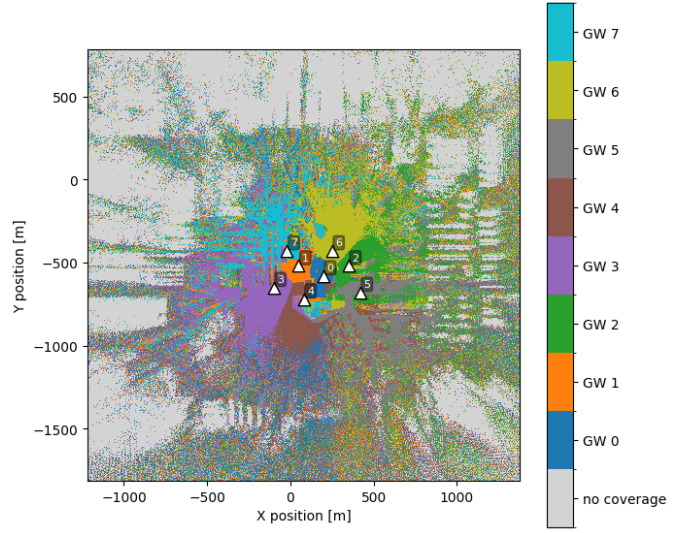 GW 7
GW 6
GW 5
GW 4
GW 3
GW 2
GW 1
GW 0
no coverage
500
0
−500
−1000
−1500
Y position [m]
7
6
1
2
0
3
5
4
−1000
−500
0
500
1000
X position [m]